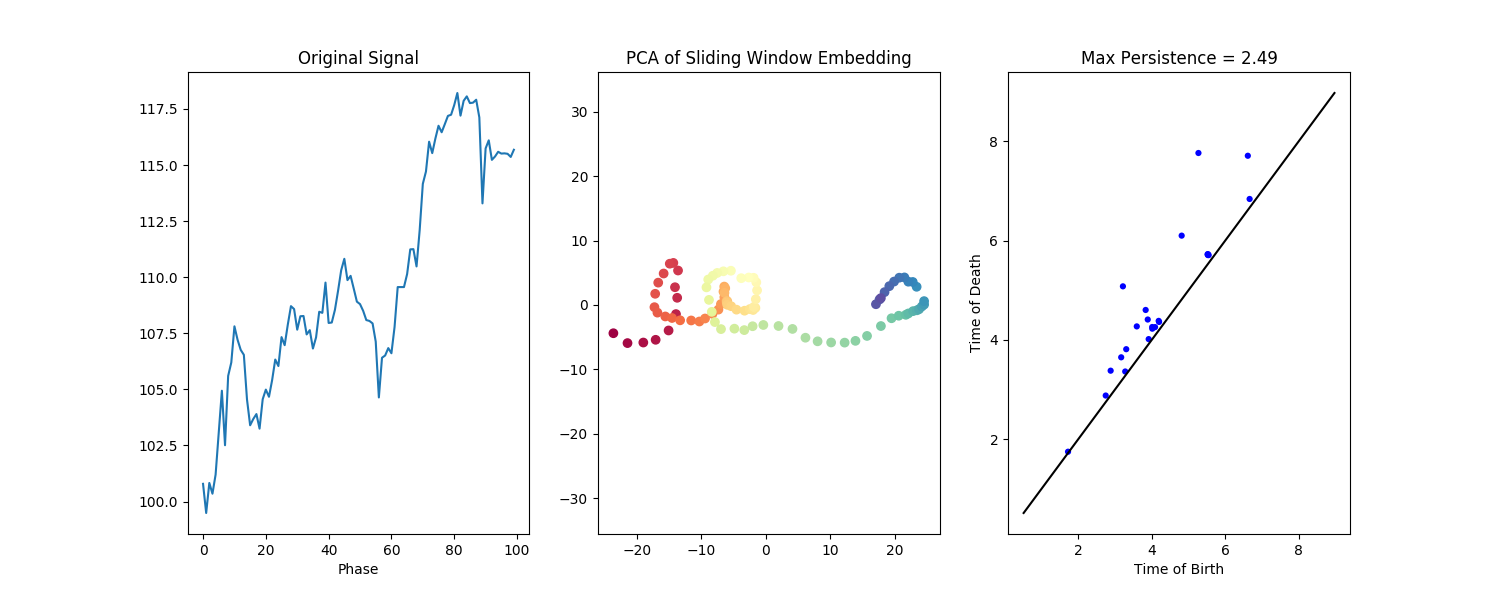 Original Signal
117.5
115.0
112.5
110.0
107.5
105.0
102.5
100.0
0 20 40 60 80 100
Phase
PCA of Sliding Window Embedding
30
20
10
0
−10
−20
−30
−20 −10 0 10 20
Max Persistence = 2.49
Time of Death
8
6
4
2
2 4 6 8
Time of Birth